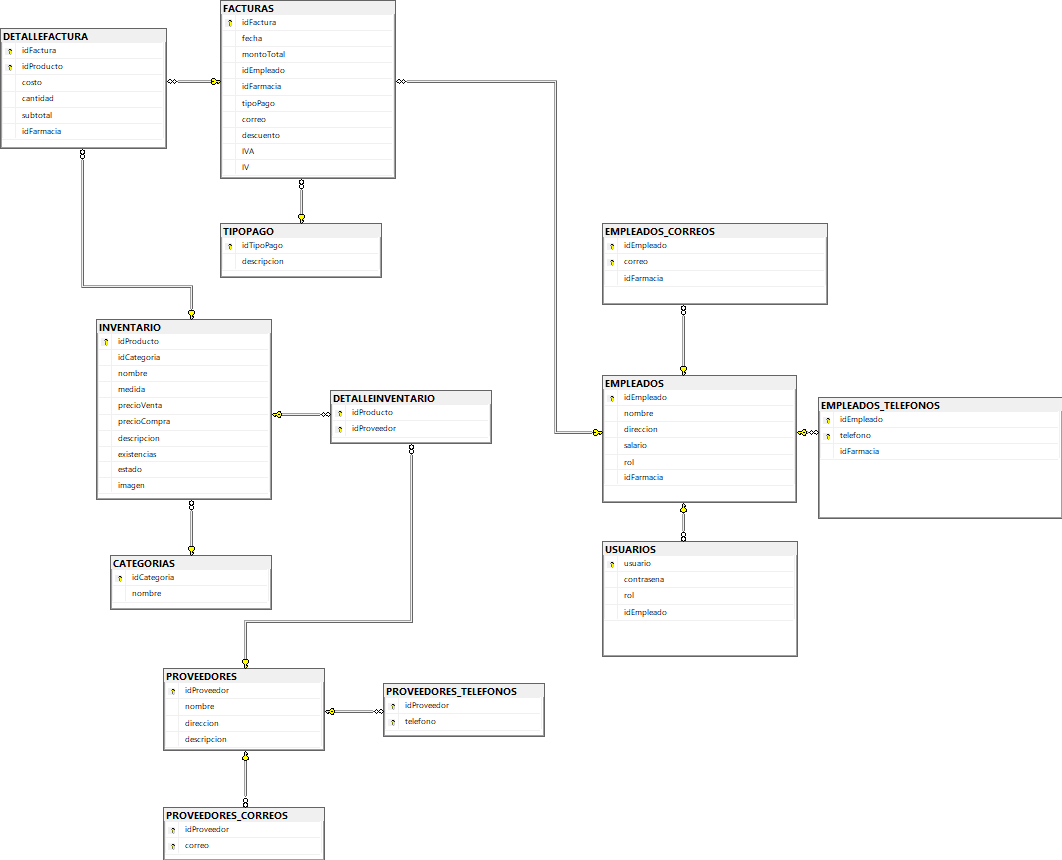 FACTURAS
idFactura
fecha
montoTotal
idEmpleado
idFarmacia
tipoPago
correo
descuento
IVA
IV
DETALLEFACTURA
idFactura
idProducto
costo
cantidad
subtotal
idFarmacia
TIPOPAGO
idTipoPago
descripcion
EMPLEADOS_CORREOS
idEmpleado
correo
idFarmacia
INVENTARIO
idProducto
idCategoria
nombre
medida
precioVenta
precioCompra
descripcion
existencias
estado
imagen
DETALLEINVENTARIO
idProducto
idProveedor
EMPLEADOS
idEmpleado
nombre
direccion
salario
rol
idFarmacia
EMPLEADOS_TELEFONOS
idEmpleado
telefono
idFarmacia
CATEGORIAS
idCategoria
nombre
USUARIOS
usuario
contrasena
rol
idEmpleado
PROVEEDORES
idProveedor
nombre
direccion
descripcion
PROVEEDORES_TELEFONOS
idProveedor
telefono
PROVEEDORES_CORREOS
idProveedor
correo